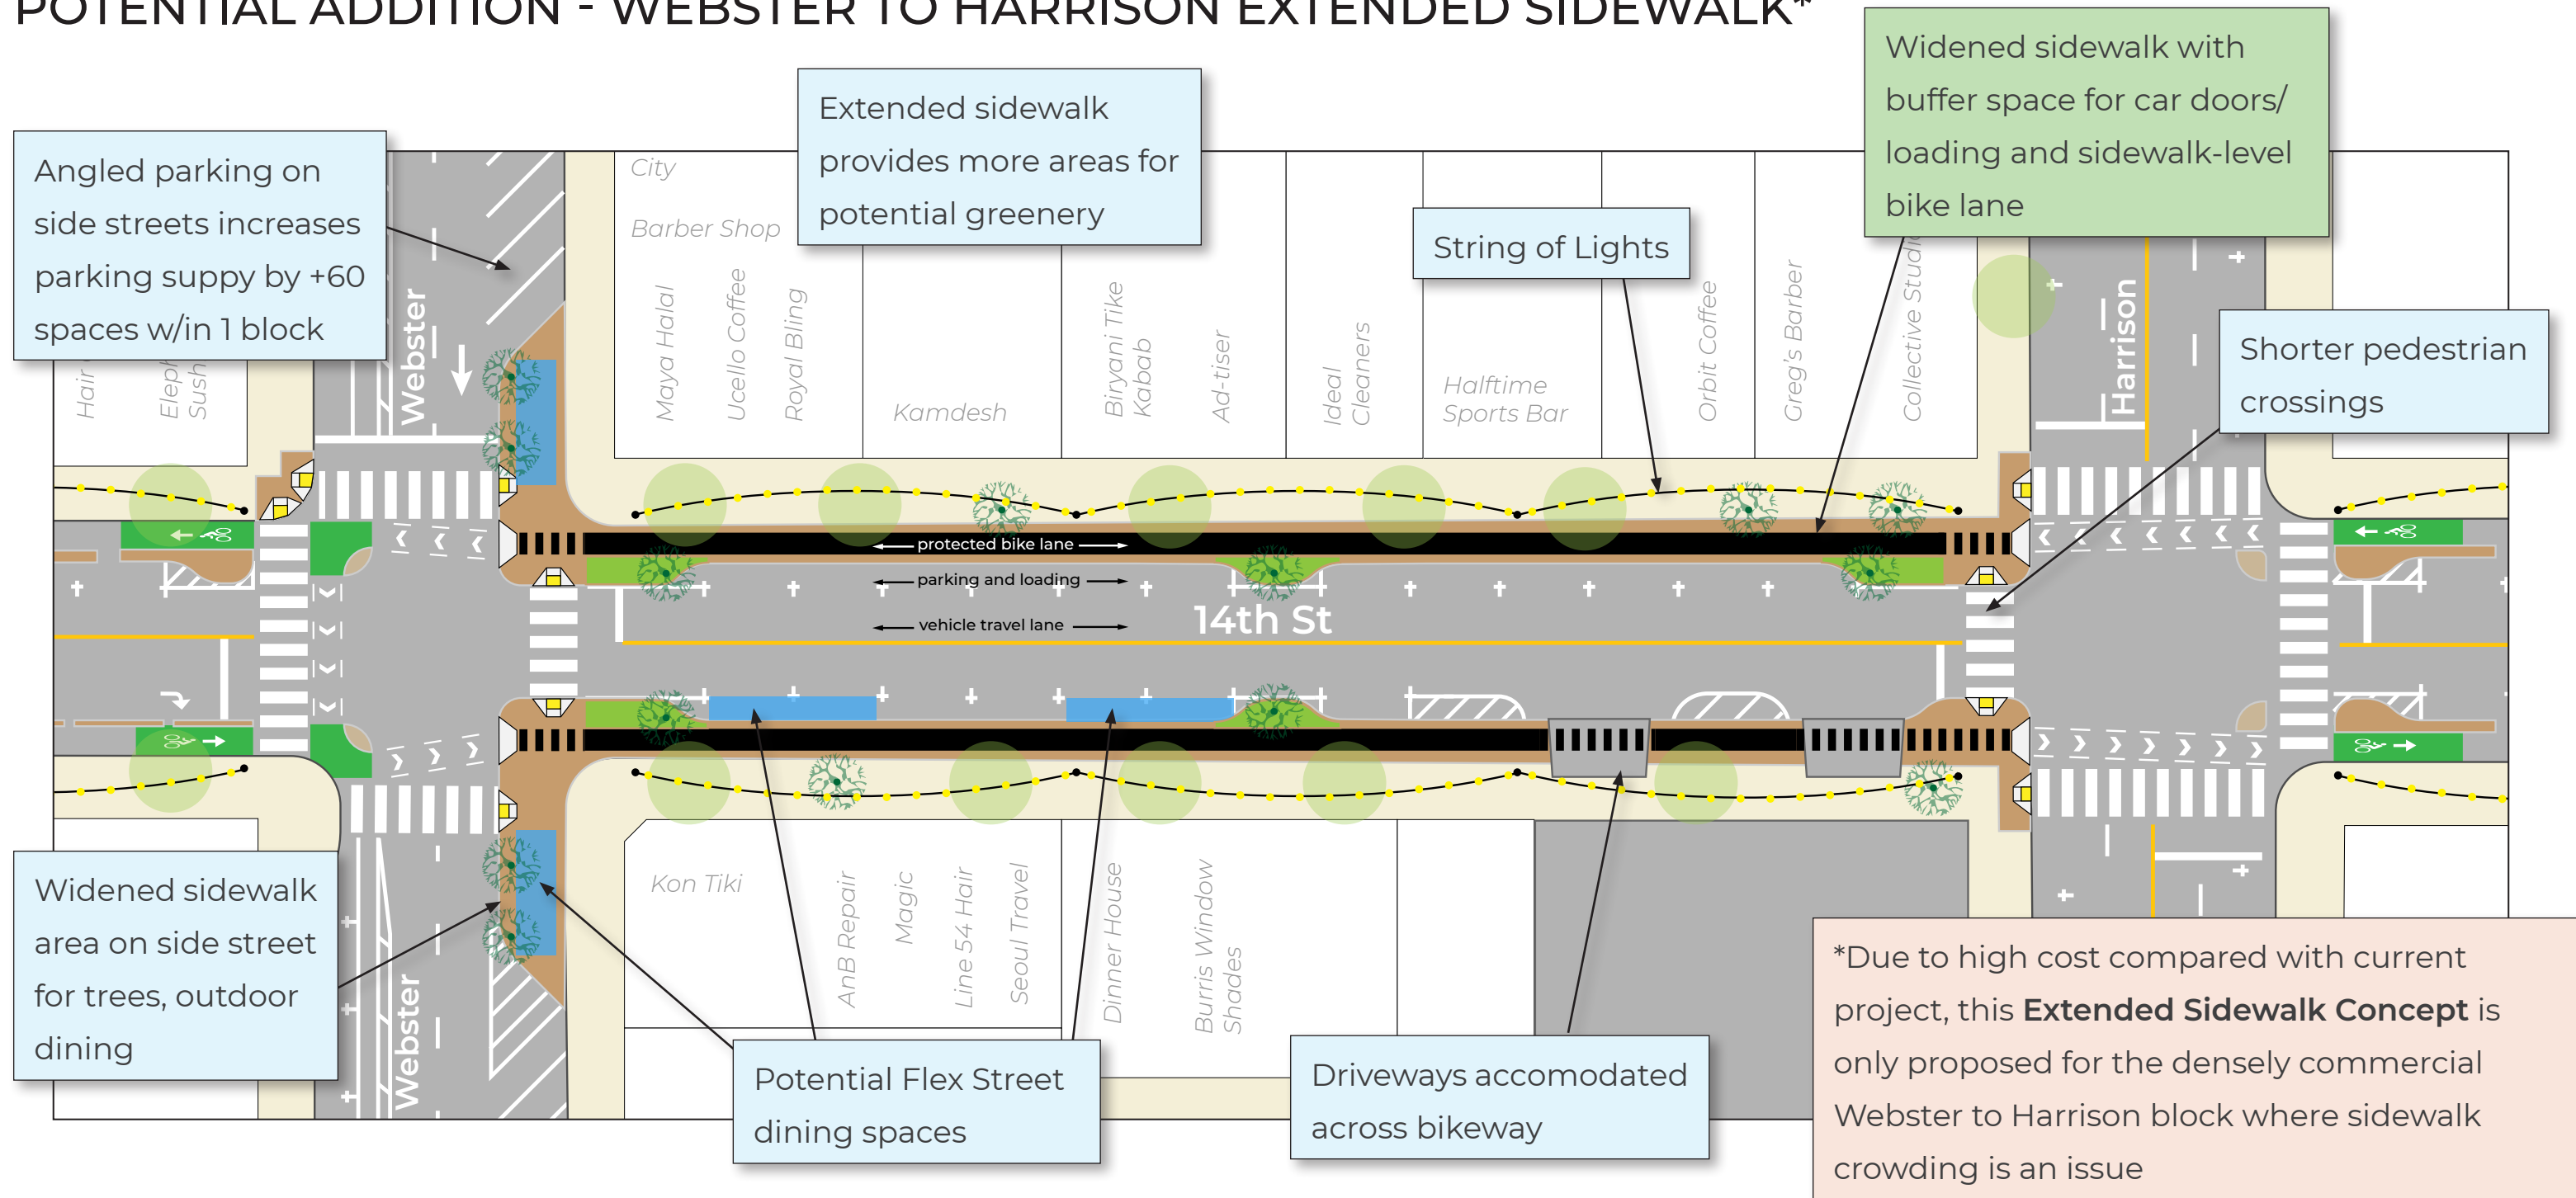 POTENTIAL ADDITION - WEBSTER TO HARRISON EXTENDED SIDEWALK*
Widened sidewalk with
buffer space for car doors/
loading and sidewalk-level
bike lane
Extended sidewalk
provides more areas for
potential greenery
Angled parking on
side streets increases
parking suppy by +60
spaces w/in 1 block
String of Lights
Shorter pedestrian
crossings
City
Barber Shop
Hair
Sush
Webster
Maya Halal
Ucello Coffee
Royal Bling
Kamdesh
Biryani Tike
Kabab
Ad-tiser
Ideal
Cleaners
Halftime
Sports Bar
Orbit Coffee
Greg's Barber
Collective Studio
Harrison
protected bike lane
parking and loading
14th St
vehicle travel lane
Widened sidewalk
area on side street
for trees, outdoor
dining
Webster
Kon Tiki
AnB Repair
Magic
Line 54 Hair
Seoul Travel
Dinner House
Burris Window
Shades
Potential Flex Street
dining spaces
Driveways accomodated
across bikeway
*Due to high cost compared with current
project, this Extended Sidewalk Concept is
only proposed for the densely commercial
Webster to Harrison block where sidewalk
crowding is an issue